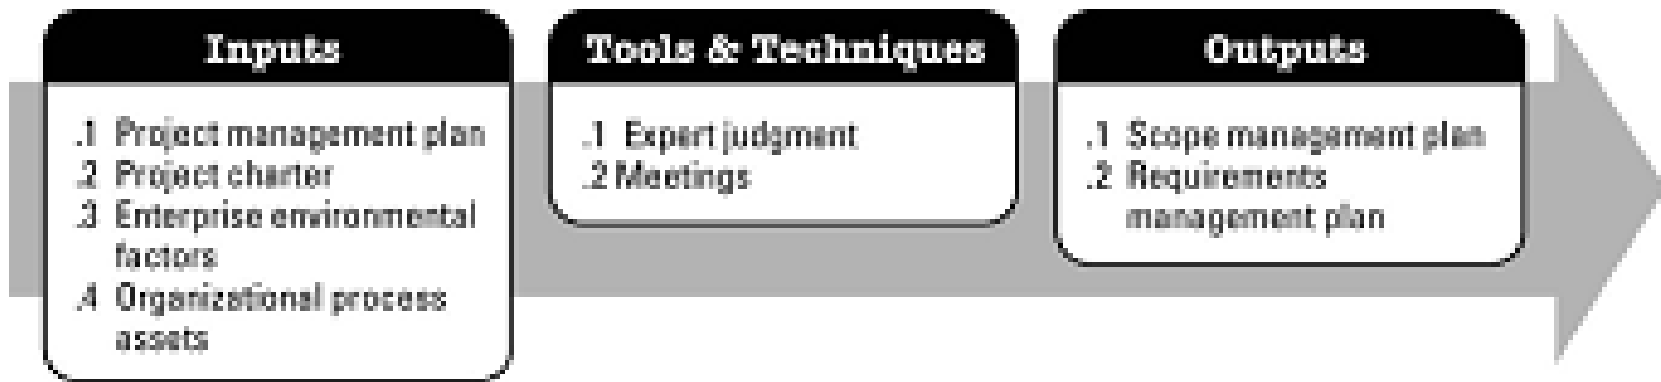 Inputs
.1 Project management plan
.2 Project charter
.3 Enterprise environmental
factors
.4 Organizational process
assets
Tools & Techniques
.1 Expert judgment
.2 Meetings
Outputs
.1 Scope management plan
.2 Requirements
management plan